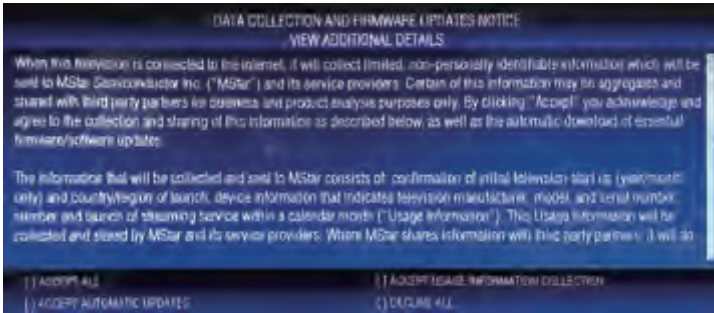 DATA COLLECTION AND FIRMWARE UPDATES NOTICE
VIEW ADDITIONAL DETAILS
When this television is connected to the internet, it will collect limited, non-personally identifiable information which will be
sent to MStar Semiconductor Inc. ("MStar") and its service providers. Certain of this information may be aggregated and
shared with third party partners for business and product analysis purposes only. By clicking "Accept" you acknowledge and
agree to the collection and sharing of this information as described below, as well as the automatic download of essential
firmware/software updates.
The information that will be collected and sent to MStar consists of: confirmation of initial television start up (year/month
only) and country/region of launch, device information that indicates television manufacturer, model, and serial number,
number and launch of streaming service within a calendar month ("Usage Information"). This Usage Information will be
collected and stored by MStar and its service providers. Where MStar shares information with third party partners, it will do
( ) ACCEPT ALL
( ) ACCEPT USAGE INFORMATION COLLECTION
( ) ACCEPT AUTOMATIC UPDATES
( ) DECLINE ALL